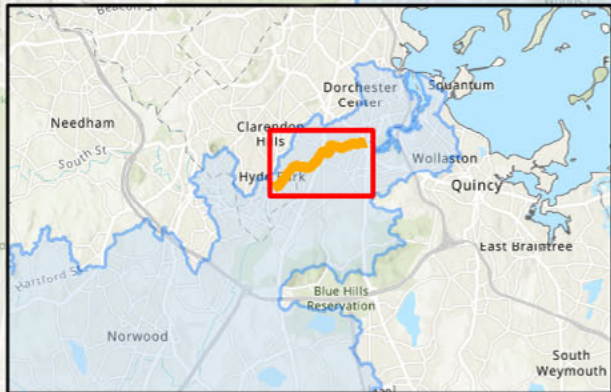 Beacon St
Dorchester
Center
Squantum
Needham
Clarendon
Hills
South St
Wollaston
Hyde Park
Quincy
East Braintree
Hartford St
Blue Hills
Reservation
Norwood
South
Weymouth